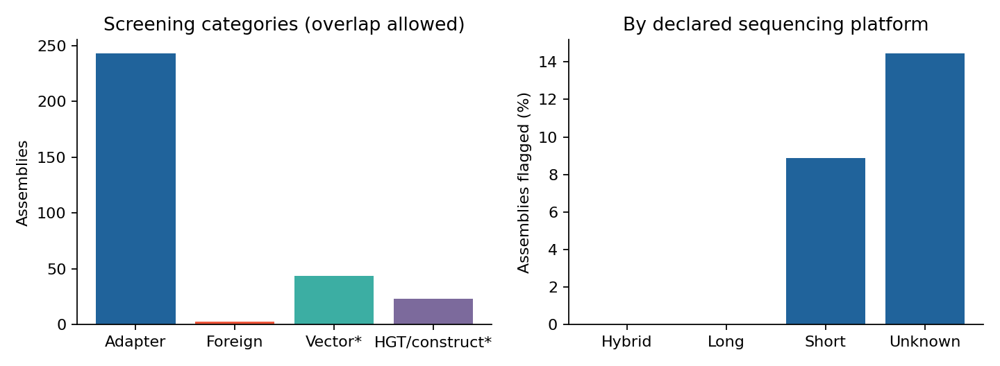 Screening categories (overlap allowed)
Assemblies
250
200
150
100
50
0
Adapter
Foreign
Vector*
HGT/construct*
By declared sequencing platform
Assemblies flagged (%)
14
12
10
8
6
4
2
0
Hybrid
Long
Short
Unknown